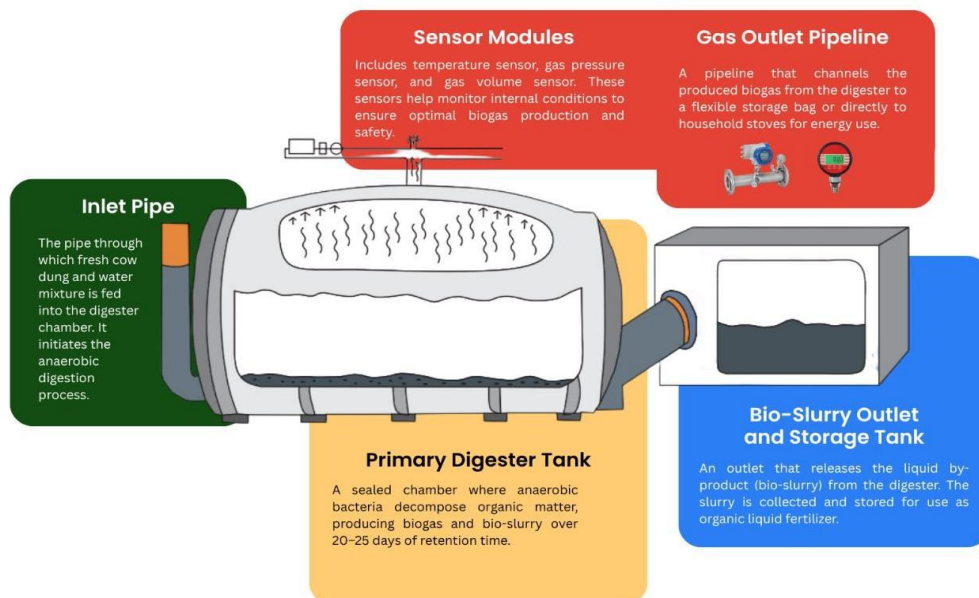 Sensor Modules
Includes temperature sensor, gas pressure
sensor, and gas volume sensor. These
sensors help monitor internal conditions to
ensure optimal biogas production and
safety.
Gas Outlet Pipeline
A pipeline that channels the
produced biogas from the digester to
a flexible storage bag or directly to
household stoves for energy use.
Inlet Pipe
The pipe through
which fresh cow
dung and water
mixture is fed
into the digester
chamber. It
initiates the
anaerobic
digestion
process.
Primary Digester Tank
A sealed chamber where anaerobic
bacteria decompose organic matter,
producing biogas and bio-slurry over
20–25 days of retention time.
Bio-Slurry Outlet
and Storage Tank
An outlet that releases the liquid by-
product (bio-slurry) from the digester. The
slurry is collected and stored for use as
organic liquid fertilizer.